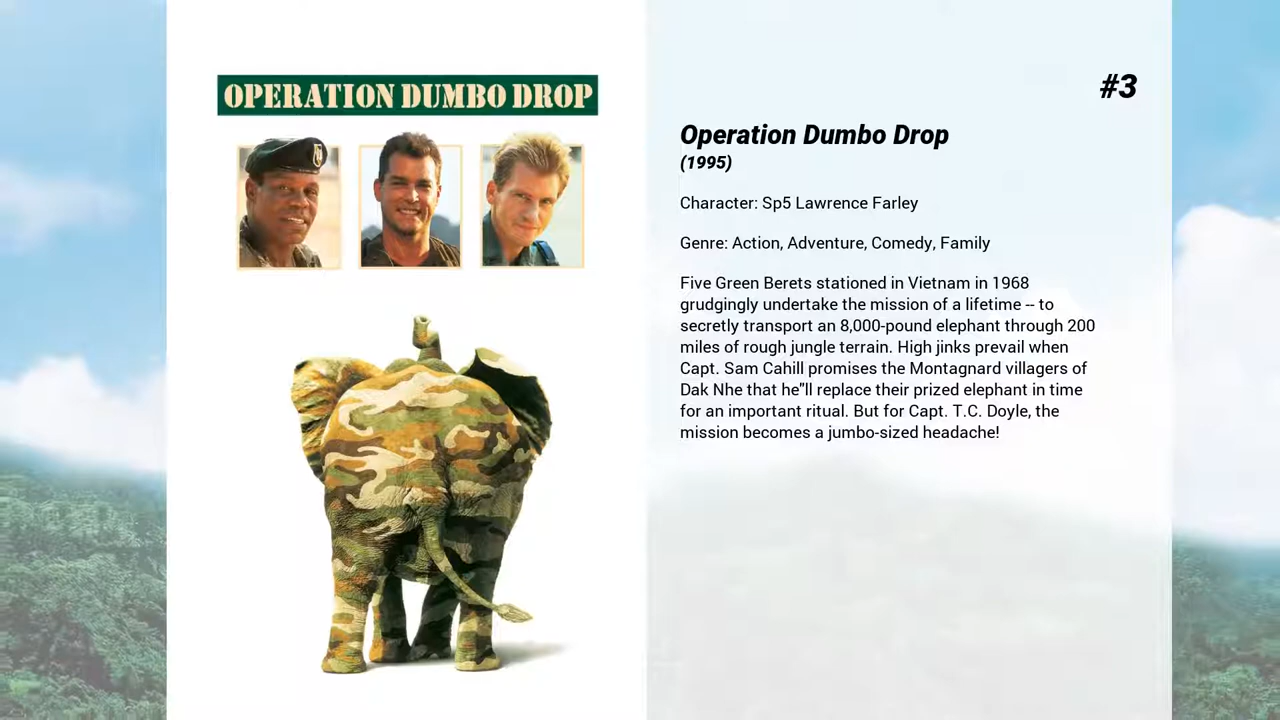 OPERATION DUMBO DROP
#3
Operation Dumbo Drop
(1995)
Character: Sp5 Lawrence Farley
Genre: Action, Adventure, Comedy, Family
Five Green Berets stationed in Vietnam in 1968
grudgingly undertake the mission of a lifetime -- to
secretly transport an 8,000-pound elephant through 200
miles of rough jungle terrain. High jinks prevail when
Capt. Sam Cahill promises the Montagnard villagers of
Dak Nhe that he"ll replace their prized elephant in time
for an important ritual. But for Capt. T.C. Doyle, the
mission becomes a jumbo-sized headache!